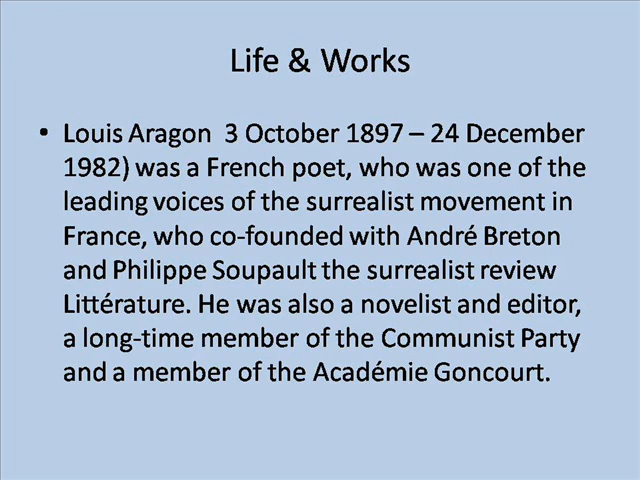 Life & Works
• Louis Aragon  3 October 1897 – 24 December
1982) was a French poet, who was one of the
leading voices of the surrealist movement in
France, who co-founded with André Breton
and Philippe Soupault the surrealist review
Littérature. He was also a novelist and editor,
a long-time member of the Communist Party
and a member of the Académie Goncourt.